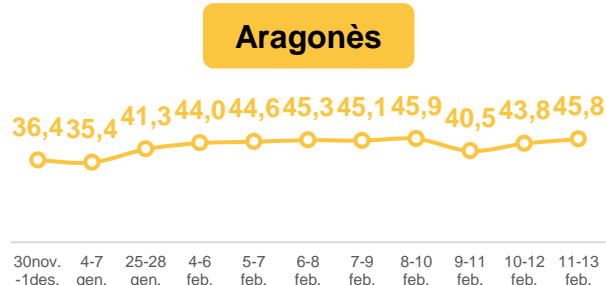 Aragonès
36,4 35,4 41,3 44,0 44,6 45,3 45,1 45,9 40,5 43,8 45,8
30nov. 4-7 25-28 4-6 5-7 6-8 7-9 8-10 9-11 10-12 11-13
-1des. gen. gen. feb. feb. feb. feb. feb. feb. feb. feb.